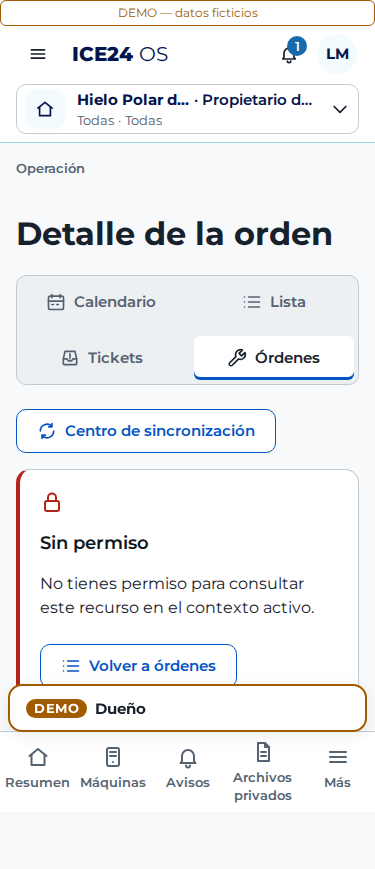 DEMO — datos ficticios
ICE24 OS
1
LM
Hielo Polar d... · Propietario d...
Todas · Todas
Operación
Detalle de la orden
Calendario
Lista
Tickets
Órdenes
Centro de sincronización
Sin permiso
No tienes permiso para consultar
este recurso en el contexto activo.
Volver a órdenes
DEMO Dueño
Resumen
Máquinas
Avisos
Archivos
privados
Más